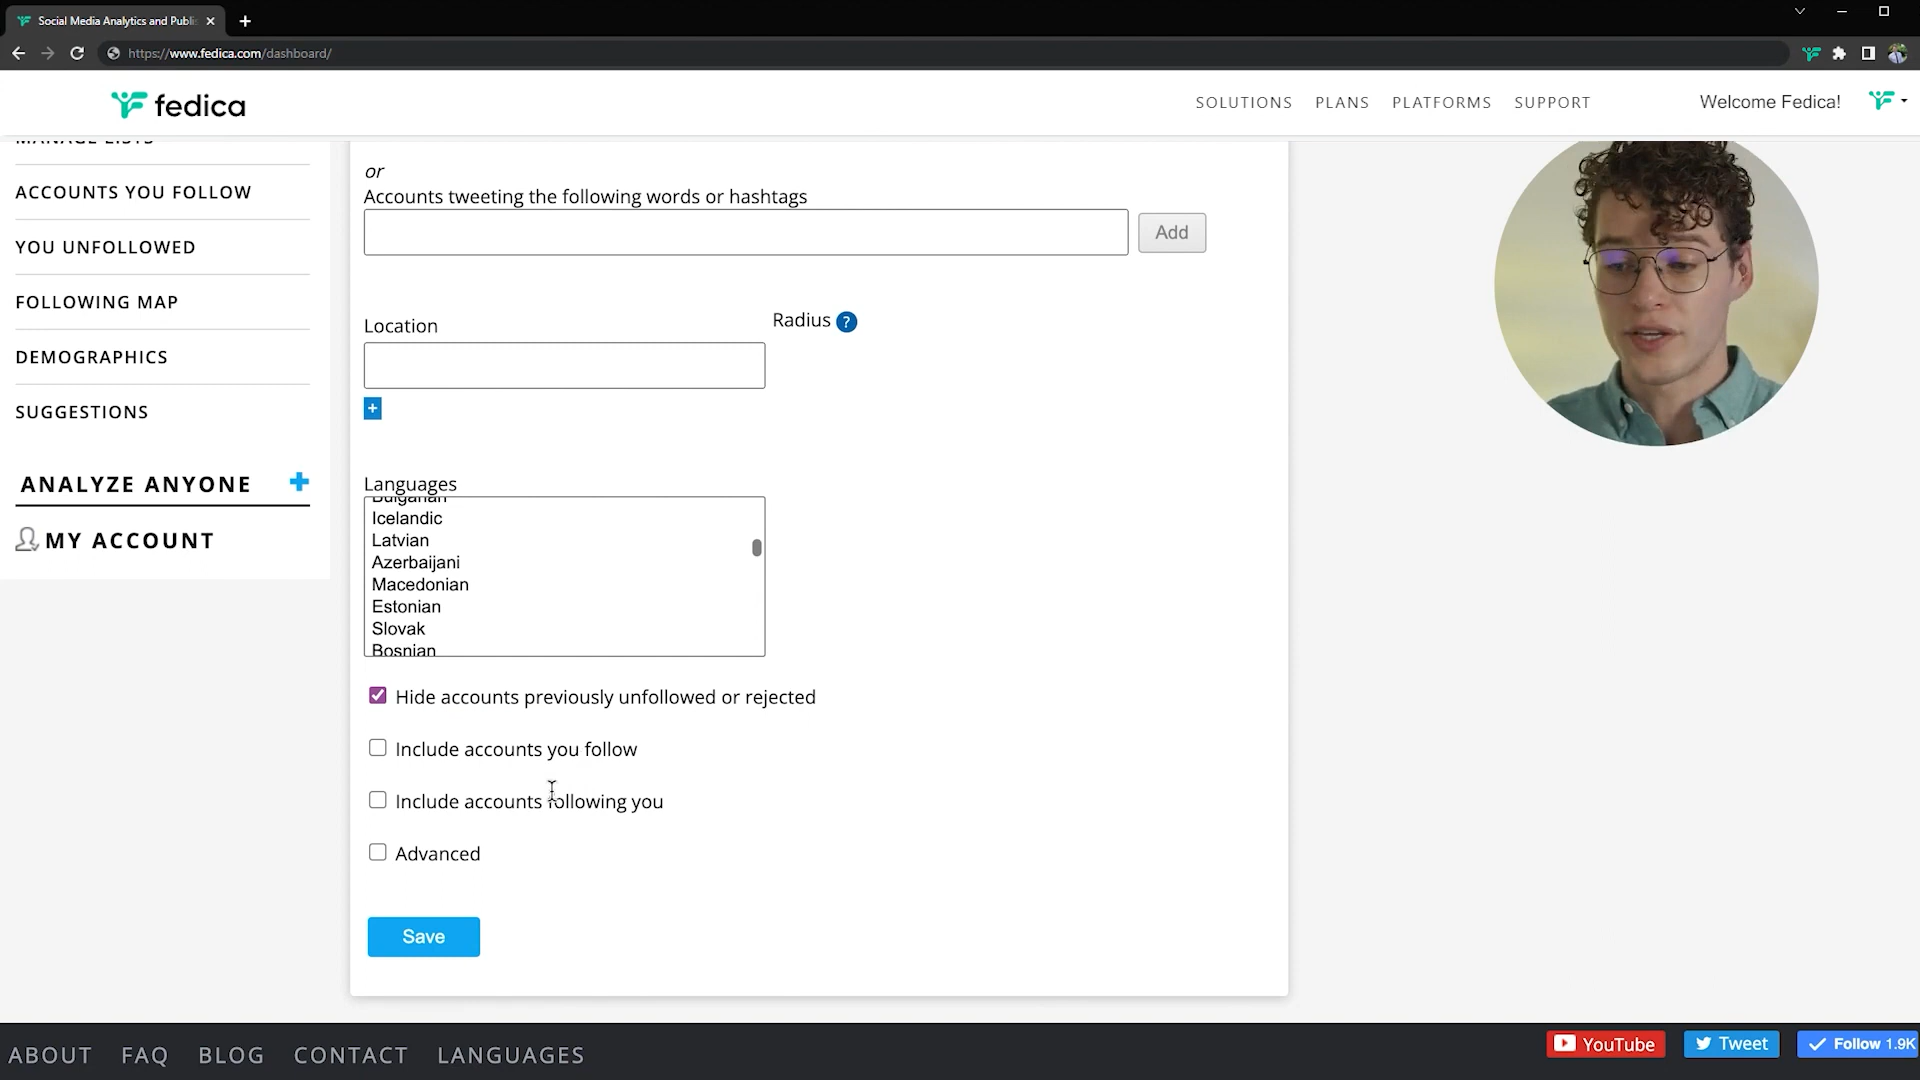 Social Media Analytics and Publi
https://www.fedica.com/dashboard/
fedica
SOLUTIONS
PLANS
PLATFORMS
SUPPORT
Welcome Fedica!
MANAGE LISTS
ACCOUNTS YOU FOLLOW
YOU UNFOLLOWED
FOLLOWING MAP
DEMOGRAPHICS
SUGGESTIONS
ANALYZE ANYONE
MY ACCOUNT
or
Accounts tweeting the following words or hashtags
Add
Location
Radius ?
Languages
Bulgarian
Icelandic
Latvian
Azerbaijani
Macedonian
Estonian
Slovak
Bosnian
Hide accounts previously unfollowed or rejected
Include accounts you follow
Include accounts following you
Advanced
Save
ABOUT
FAQ
BLOG
CONTACT
LANGUAGES
YouTube
Tweet
Follow 1.9K